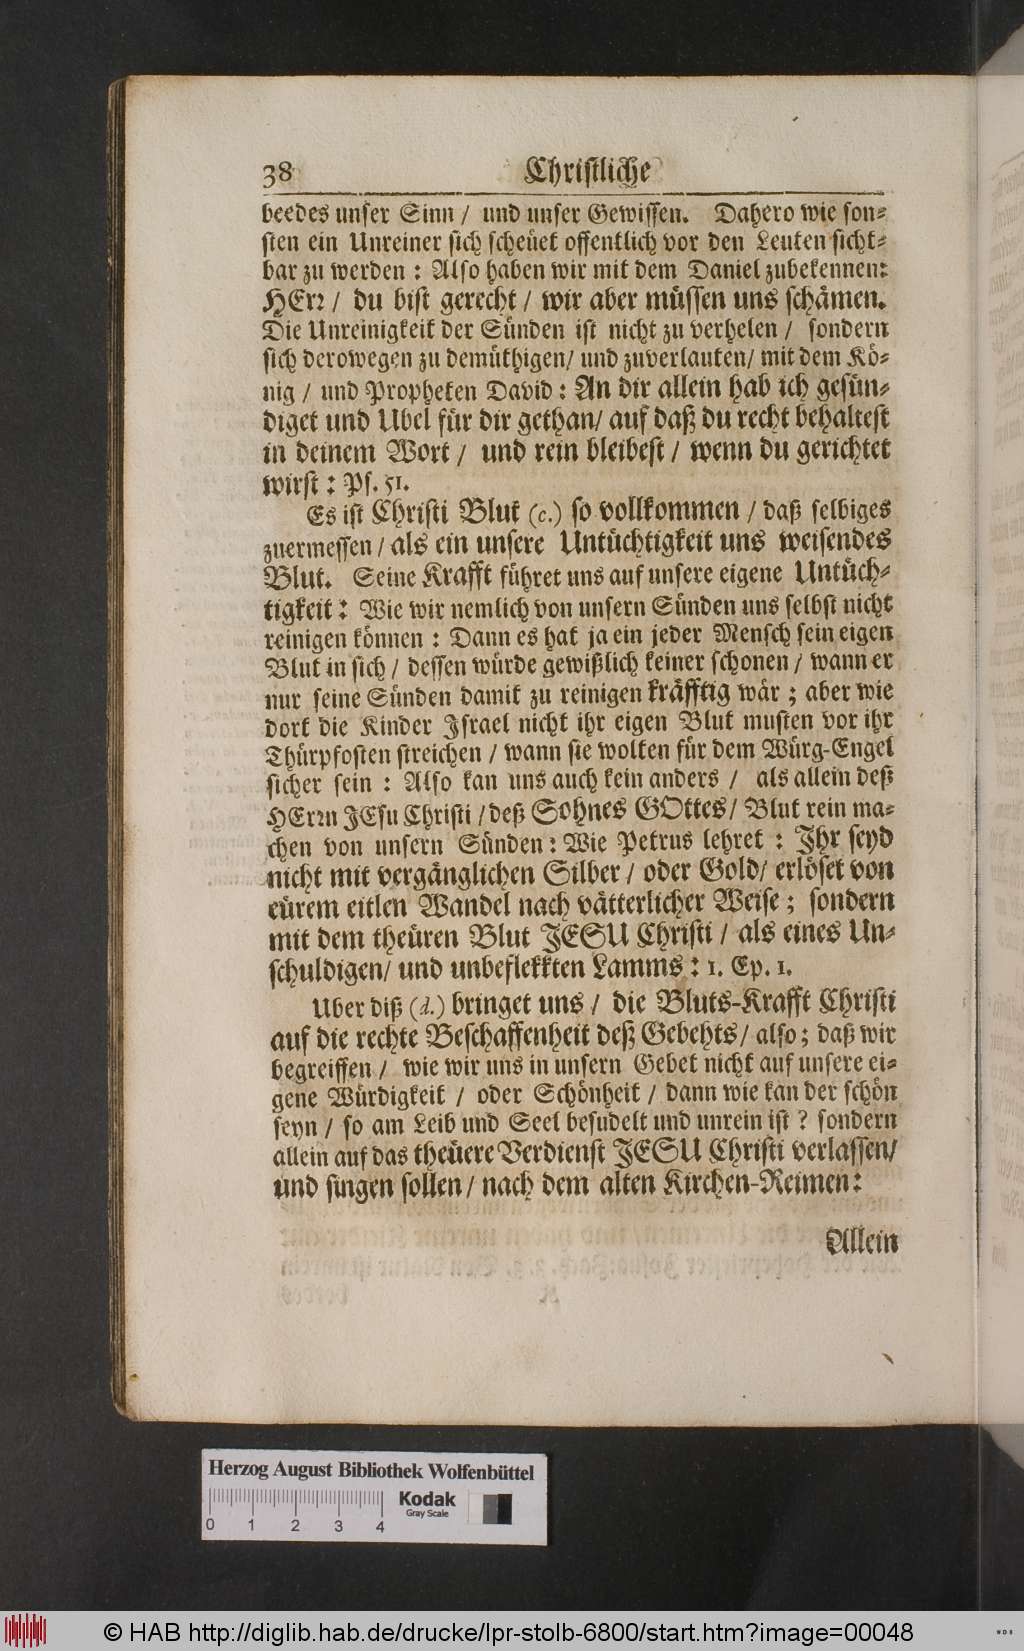 38 Christliche
beedes unser Sinn / und unser Gewissen. Dahero wie son-
sten ein Unreiner sich scheüet offentlich vor den Leuten sicht-
bar zu werden : Also haben wir mit dem Daniel zubekennen:
HErr / du bist gerecht / wir aber müssen uns schämen.
Die Unreinigkeit der Sünden ist nicht zu verhelen / sondern
sich derowegen zu demüthigen / und zuverlauten / mit dem Kö-
nig / und Propheten David : An dir allein hab ich gesün-
diget und Ubel für dir gethan / auf daß du recht behaltest
in deinem Wort / und rein bleibest / wenn du gerichtet
wirst : Ps. 51.
Es ist Christi Blut (c.) so vollkommen / daß selbiges
zuermessen / als ein unsere Untüchtigkeit uns weisendes
Blut. Seine Krafft führet uns auf unsere eigene Untüch-
tigkeit : Wie wir nemlich von unsern Sünden uns selbst nicht
reinigen können : Dann es hat ja ein jeder Mensch sein eigen
Blut in sich / dessen würde gewißlich keiner schonen / wann er
nur seine Sünden damit zu reinigen kräfftig wär ; aber wie
dort die Kinder Israel nicht ihr eigen Blut musten vor ihr
Thürpfosten streichen / wann sie wolten für dem Würg-Engel
sicher sein : Also kan uns auch kein anders / als allein deß
HErrn JEsu Christi / deß Sohnes GOttes / Blut rein ma-
chen von unsern Sünden : Wie Petrus lehret : Ihr seyd
nicht mit vergänglichen Silber / oder Gold / erlöset von
eürem eitlen Wandel nach vätterlicher Weise ; sondern
mit dem theüren Blut JESU Christi / als eines Un-
schuldigen / und unbeflekkten Lamms : 1. Ep. 1.
Uber diß (d.) bringet uns / die Bluts-Krafft Christi
auf die rechte Beschaffenheit deß Gebehts / also ; daß wir
begreiffen / wie wir uns in unsern Gebet nicht auf unsere ei-
gene Würdigkeit / oder Schönheit / dann wie kan der schön
seyn / so am Leib und Seel besudelt und unrein ist ? sondern
allein auf das theüere Verdienst JESU Christi verlassen /
und singen sollen / nach dem alten Kirchen-Reimen :
Allein
Herzog August Bibliothek Wolfenbüttel
Kodak
Gray Scale
0 1 2 3 4
© HAB http://diglib.hab.de/drucke/lpr-stolb-6800/start.htm?image=00048